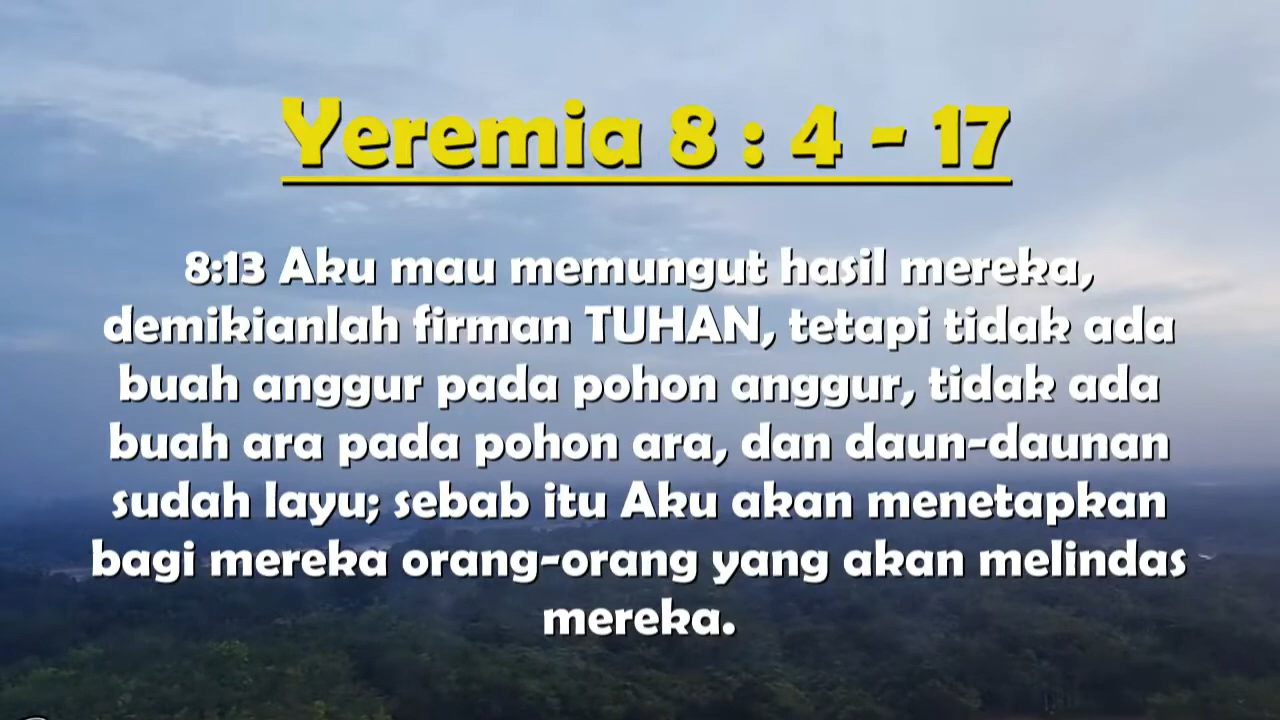 Yeremia 8 : 4 - 17
8:13 Aku mau memungut hasil mereka,
demikianlah firman TUHAN, tetapi tidak ada
buah anggur pada pohon anggur, tidak ada
buah ara pada pohon ara, dan daun-daunan
sudah layu; sebab itu Aku akan menetapkan
bagi mereka orang-orang yang akan melindas
mereka.